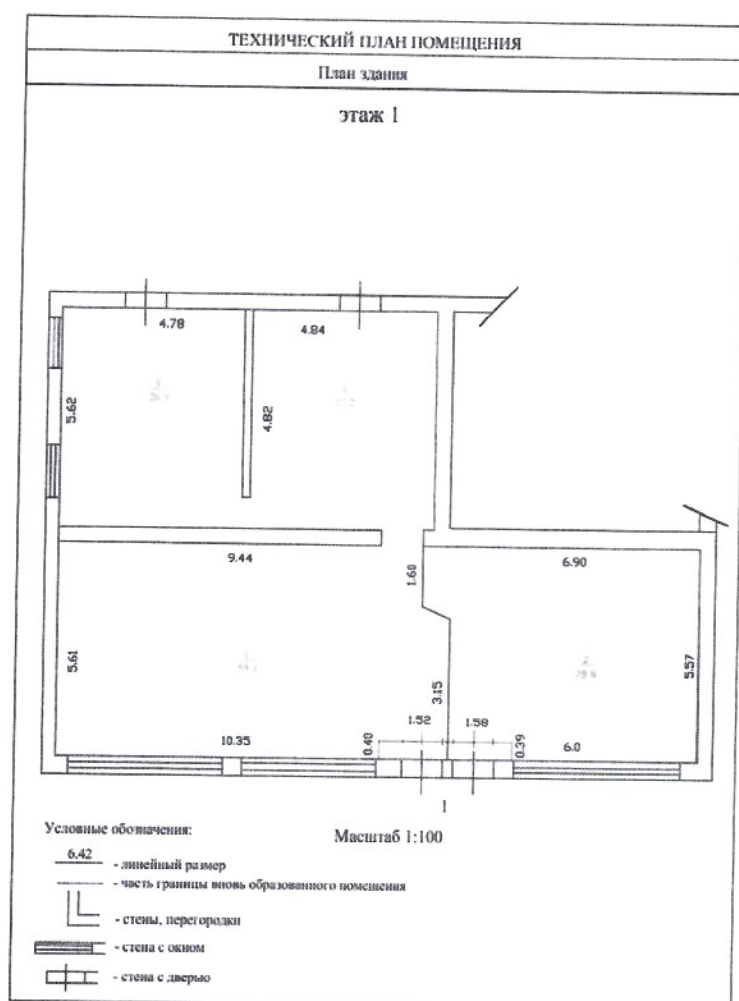 ТЕХНИЧЕСКИЙ ПЛАН ПОМЕЩЕНИЯ
План здания
этаж 1
4.78
4.84
5.62
4.82
9.44
6.90
1.60
5.61
5.57
3.15
1.52
1.58
10.35
0.40
0.39
6.0
1
Условные обозначения:
Масштаб 1:100
6.42
- линейный размер
- часть границы вновь образованного помещения
- стены, перегородки
- стена с окном
- стена с дверью